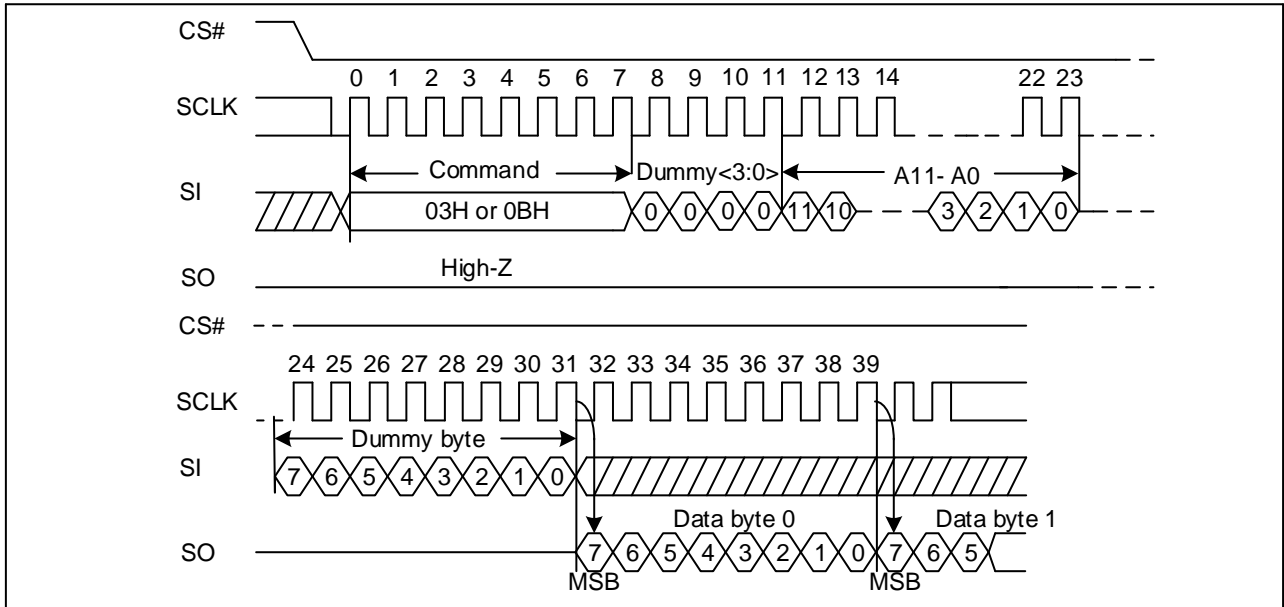 CS#
0 1 2 3 4 5 6 7 8 9 10 11 12 13 14 22 23
SCLK
Command Dummy<3:0> A11- A0
SI 03H or 0BH 0 0 0 0 11 10 3 2 1 0
High-Z
SO
CS#
24 25 26 27 28 29 30 31 32 33 34 35 36 37 38 39
SCLK
Dummy byte
SI 7 6 5 4 3 2 1 0
Data byte 0 Data byte 1
SO 7 6 5 4 3 2 1 0 7 6 5
MSB MSB